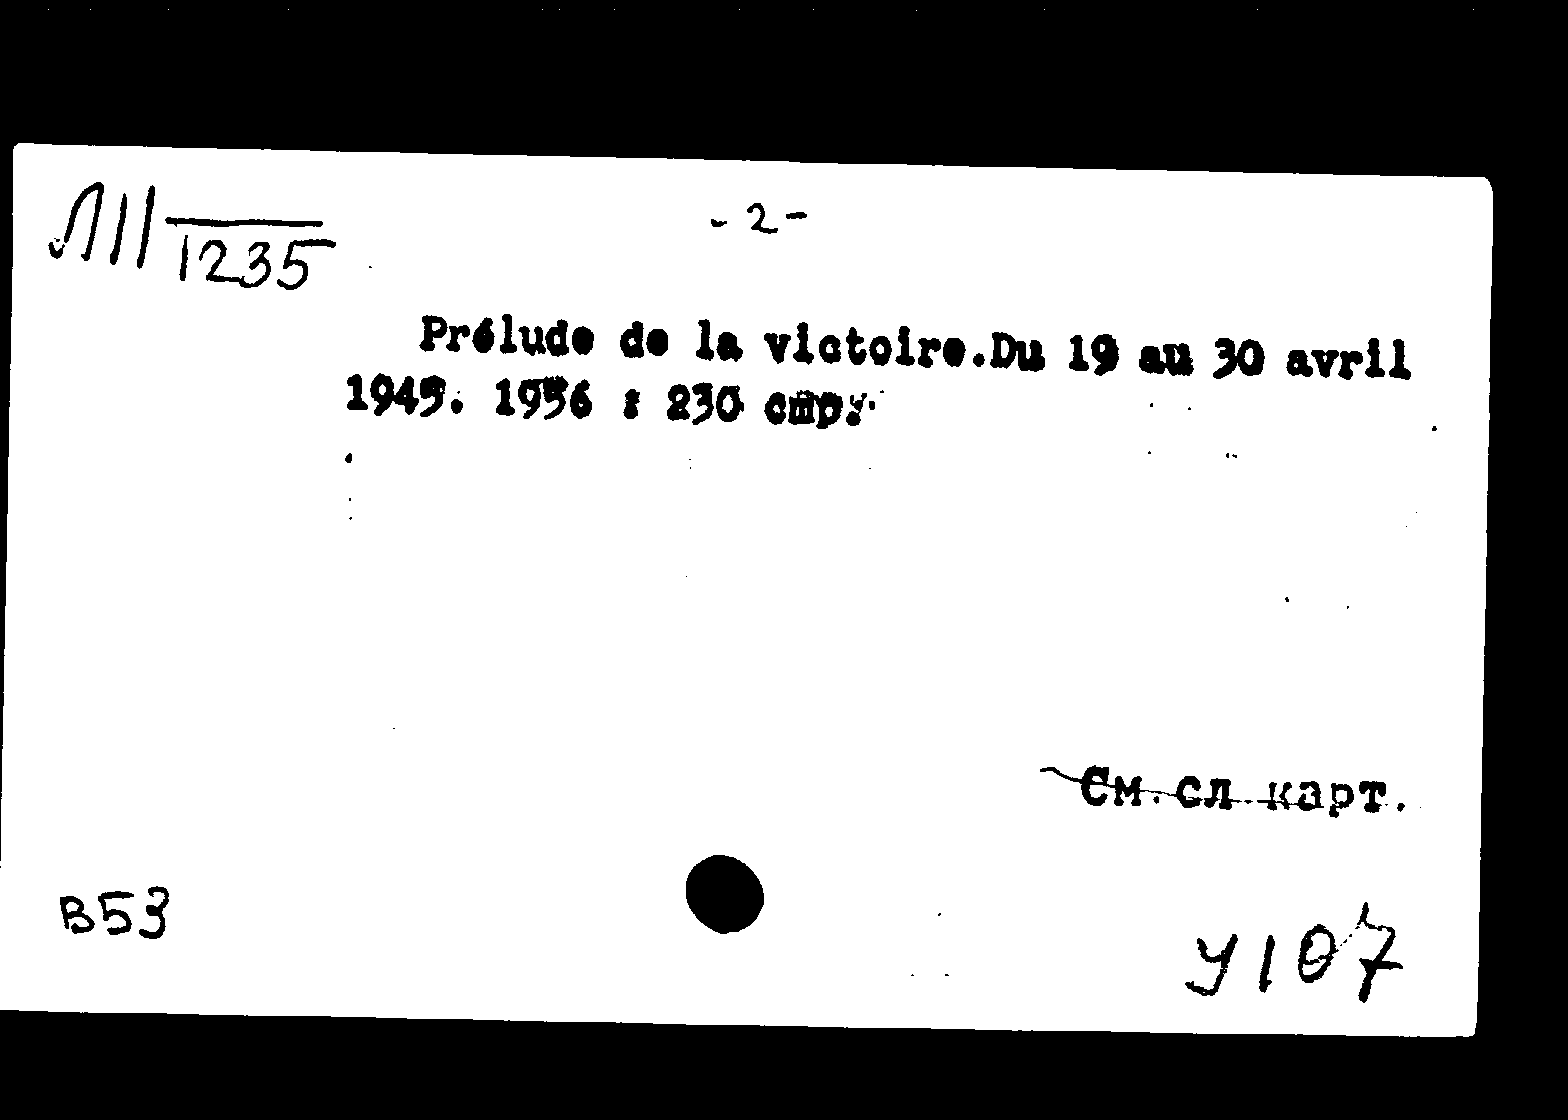 ЛIII 1235
- 2 -
Prélude de la victoire. Du 19 au 30 avril
1945. 1956 : 230 стр.
См. сл. карт.
В53
У107